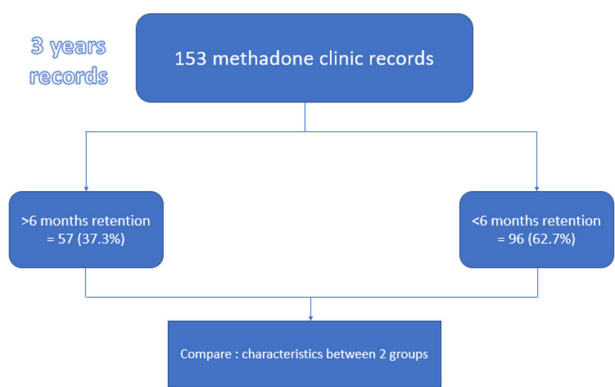 3 years
records
153 methadone clinic records
>6 months retention
= 57 (37.3%)
<6 months retention
= 96 (62.7%)
Compare : characteristics between 2 groups